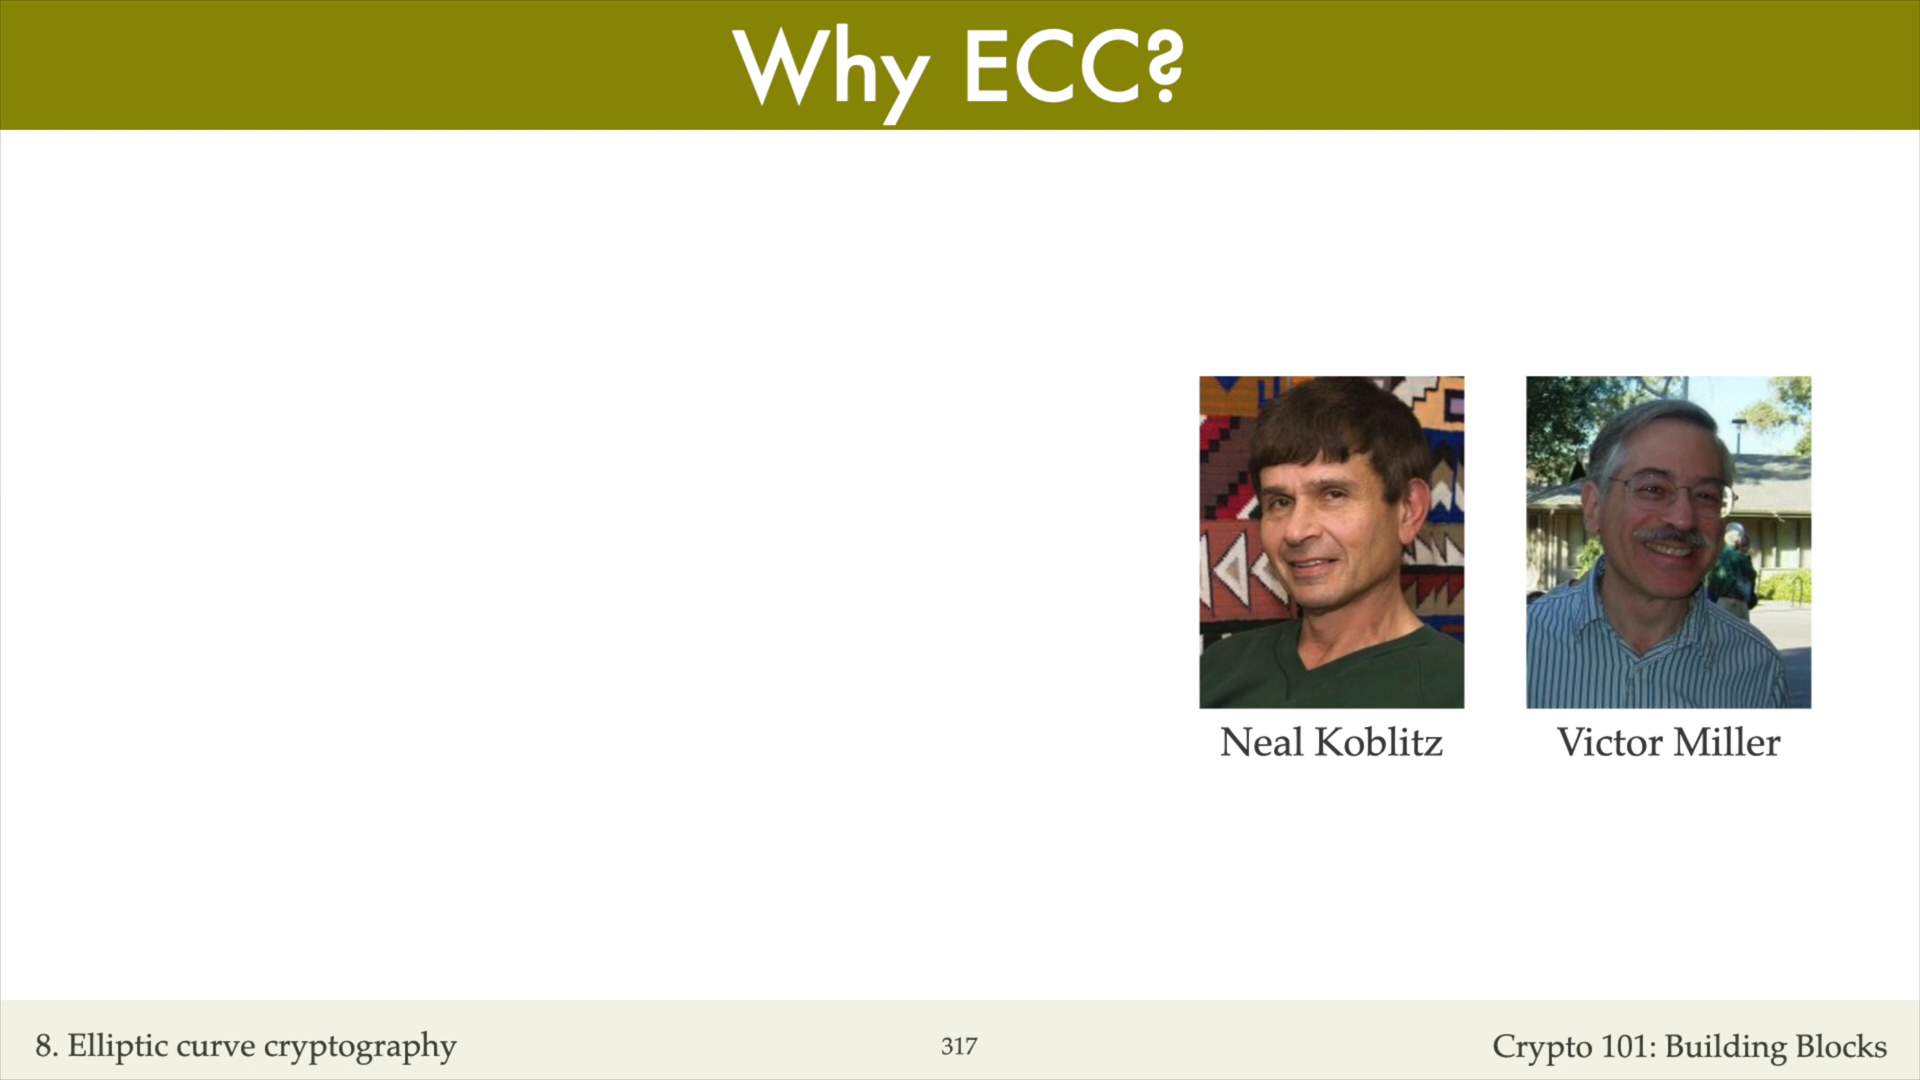 Why ECC?
Neal Koblitz
Victor Miller
8. Elliptic curve cryptography
317
Crypto 101: Building Blocks